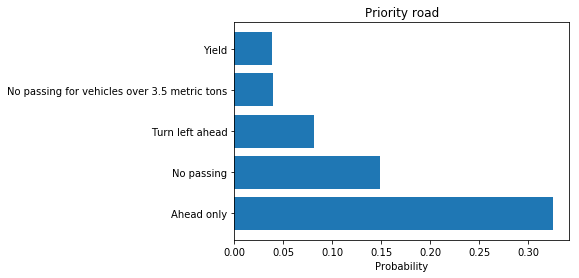 Priority road
Yield
No passing for vehicles over 3.5 metric tons
Turn left ahead
No passing
Ahead only
0.00 0.05 0.10 0.15 0.20 0.25 0.30
Probability